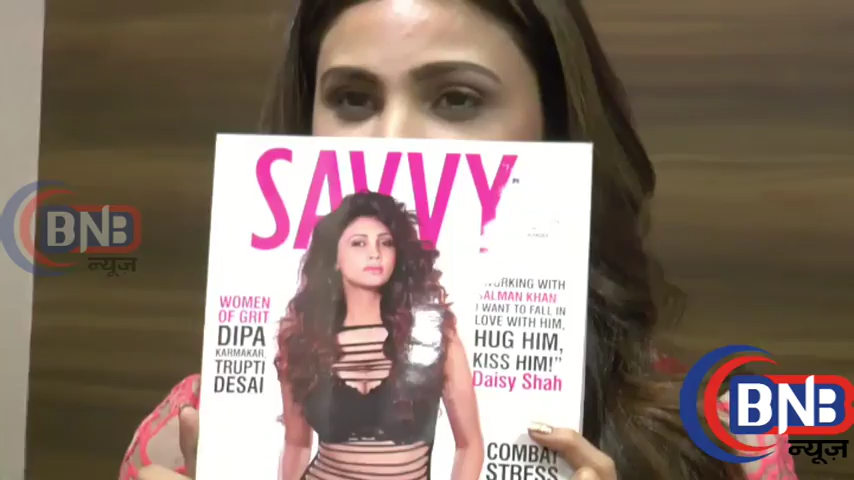 SAVVY
WOMEN
OF GRIT
DIPA
KARMAKAR,
TRUPTI
DESAI
WORKING WITH
SALMAN KHAN
I WANT TO FALL IN
LOVE WITH HIM,
HUG HIM,
KISS HIM!"
Daisy Shah
COMBAT
STRESS
BNB
न्यूज़
BNB
न्यूज़